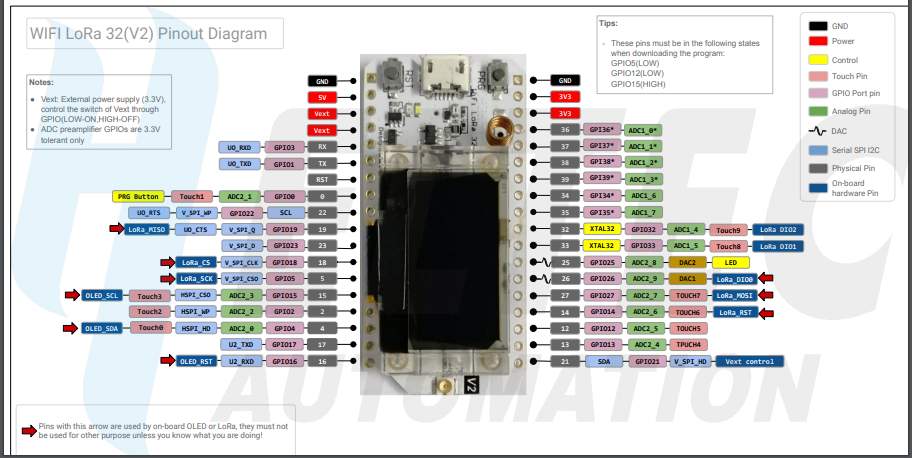 WIFI LoRa 32(V2) Pinout Diagram
Tips:
- These pins must be in the following states
when downloading the program:
GPIO5(LOW)
GPIO12(LOW)
GPIO15(HIGH)
GND
Power
Control
Touch Pin
GPIO Port pin
Analog Pin
DAC
Serial SPI I2C
Physical Pin
On-board
hardware Pin
Notes:
● Vext: External power supply (3.3V),
control the switch of Vext through
GPIO(LOW-ON,HIGH-OFF)
● ADC preamplifier GPIOs are 3.3V
tolerant only
GND
5V
Vext
Vext
UO_RXD GPIO3 RX
UO_TXD GPIO1 TX
RST
PRG Button Touch1 ADC2_1 GPIO0 0
UO_RTS V_SPI_WP GPIO22 SCL 22
LoRa_MISO UO_CTS V_SPI_Q GPIO19 19
V_SPI_D GPIO23 23
LoRa_CS V_SPI_CLK GPIO18 18
LoRa_SCK V_SPI_CSO GPIO5 5
OLED_SCL Touch3 HSPI_CSO ADC2_3 GPIO15 15
Touch2 HSPI_WP ADC2_2 GPIO2 2
OLED_SDA Touch0 HSPI_HD ADC2_0 GPIO4 4
U2_TXD GPIO17 17
OLED_RST U2_RXD GPIO16 16
RST
PRG
WiFi LoRa 32
V2
GND
3V3
3V3
36 GPI36* ADC1_0*
37 GPI37* ADC1_1*
38 GPI38* ADC1_2*
39 GPI39* ADC1_3*
34 GPI34* ADC1_6
35 GPI35* ADC1_7
32 XTAL32 GPIO32 ADC1_4 Touch9 LoRa DIO2
33 XTAL32 GPIO33 ADC1_5 Touch8 LoRa DIO1
25 GPIO25 ADC2_8 DAC2 LED
26 GPIO26 ADC2_9 DAC1 LoRa_DIO0
27 GPIO27 ADC2_7 TOUCH7 LoRa_MOSI
14 GPIO14 ADC2_6 TOUCH6 LoRa_RST
12 GPIO12 ADC2_5 TOUCH5
13 GPIO13 ADC2_4 TPUCH4
21 SDA GPIO21 V_SPI_HD Vext control
AUTOMATION
Pins with this arrow are used by on-board OLED or LoRa, they must not
be used for other purpose unless you know what you are doing!